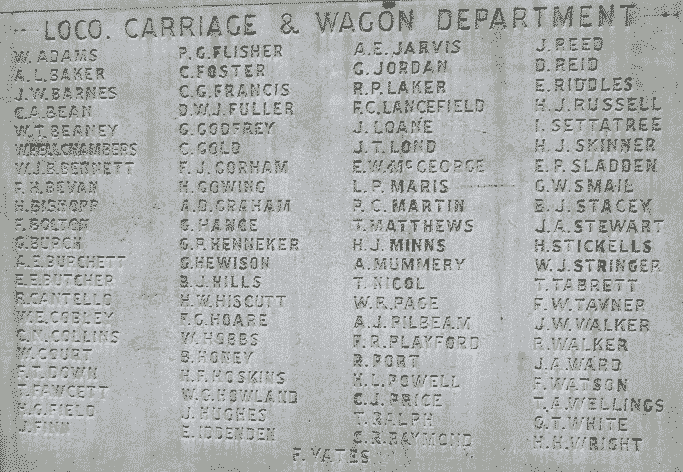 LOCO. CARRIAGE & WAGON DEPARTMENT
W. ADAMS
A. L. BAKER
J. W. BARNES
C. A. BEAN
W. T. BEANEY
CHAMBERS
W. J. B. BENNETT
F. H. BEVAN
H. BISHOPP
F. BOLTON
G. BURCH
A. E. BURCHETT
E. E. BUTCHER
R. CANTELLO
W. E. COBLEY
C. N. COLLINS
W. COURT
F. T. DOWN
T. FAWCETT
H. G. FIELD
J. FINN
P. G. FLISHER
C. FOSTER
C. G. FRANCIS
D. W. J. FULLER
G. GODFREY
C. GOLD
F. J. GORHAM
H. GOWING
A. D. GRAHAM
G. HANCE
G. P. HENNEKER
G. HEWISON
B. J. HILLS
H. W. HISCUTT
F. G. HOARE
W. HOBBS
B. HONEY
H. F. HOSKINS
W. G. HOWLAND
J. HUGHES
E. IDDENDEN
A. E. JARVIS
G. JORDAN
R. P. LAKER
F. C. LANCEFIELD
J. LOANE
J. T. LOND
E. W. McGEORGE
L. P. MARIS
P. C. MARTIN
T. MATTHEWS
H. J. MINNS
A. MUMMERY
T. NICOL
W. R. PAGE
A. J. PILBEAM
F. R. PLAYFORD
R. PORT
H. L. POWELL
C. J. PRICE
T. RALPH
C. R. RAYMOND
J. REED
D. REID
E. RIDDLES
H. J. RUSSELL
I. SETTATREE
H. J. SKINNER
E. P. SLADDEN
G. W. SMAIL
B. J. STACEY
J. A. STEWART
H. STICKELLS
W. J. STRINGER
T. TABRETT
F. W. TAVNER
J. W. WALKER
R. WALKER
J. A. WARD
F. WATSON
T. A. WELLINGS
O. T. WHITE
H. H. WRIGHT
F. YATES